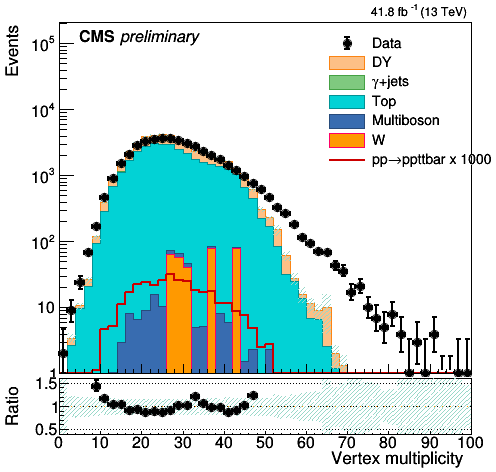 41.8 fb⁻¹ (13 TeV)
CMS preliminary
Events
10⁵
10⁴
10³
10²
10
1
Data
DY
γ+jets
Top
Multiboson
W
pp→ppttbar x 1000
Ratio
1.5
1
0.5
0 10 20 30 40 50 60 70 80 90 100
Vertex multiplicity